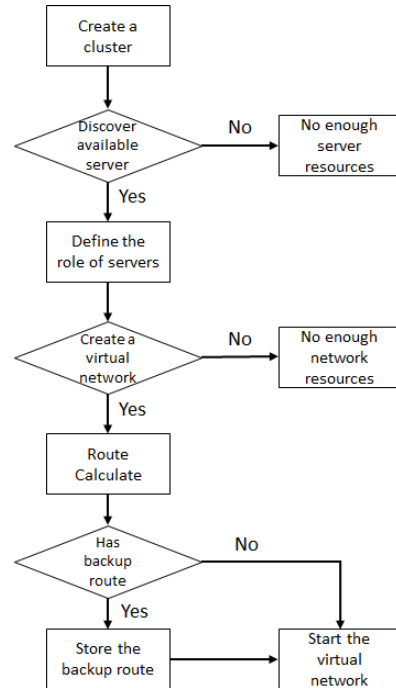 Create a
cluster
Discover
available
server
No
No enough
server
resources
Yes
Define the
role of servers
Create a
virtual
network
No
No enough
network
resources
Yes
Route
Calculate
Has
backup
route
No
Yes
Store the
backup route
Start the
virtual
network